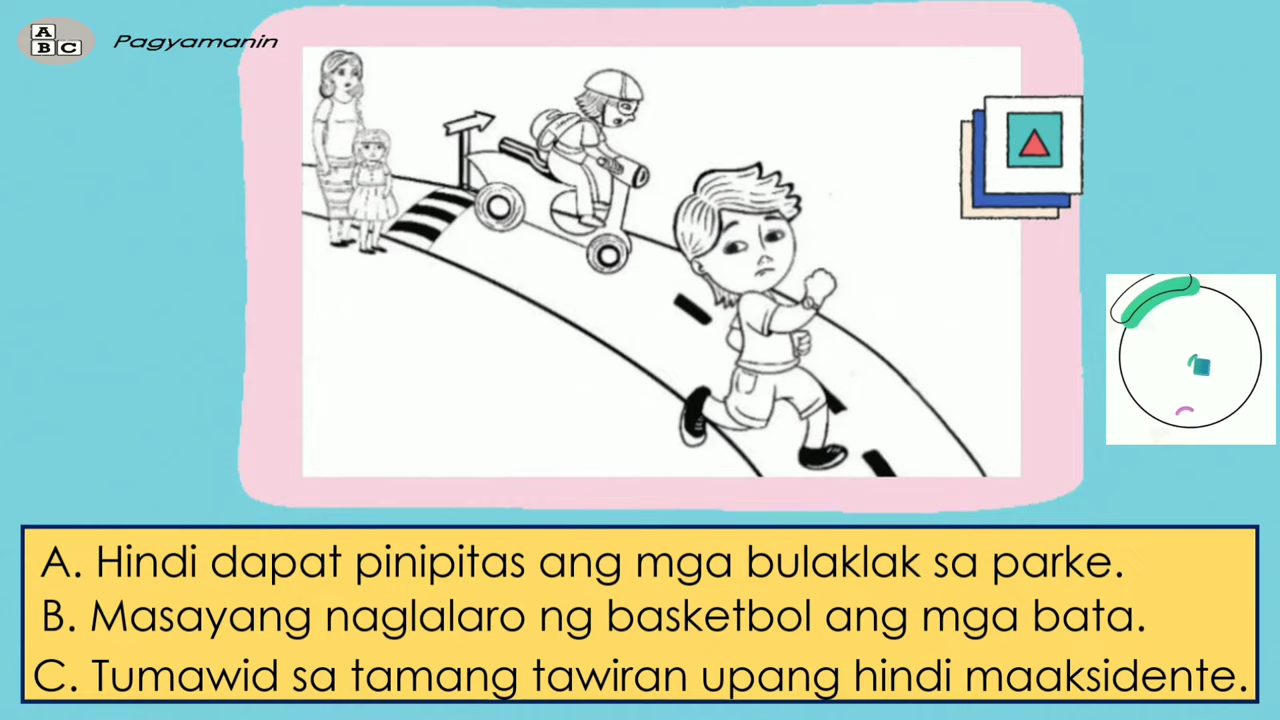 A
B C
Pagyamanin
A. Hindi dapat pinipitas ang mga bulaklak sa parke.
B. Masayang naglalaro ng basketbol ang mga bata.
C. Tumawid sa tamang tawiran upang hindi maaksidente.